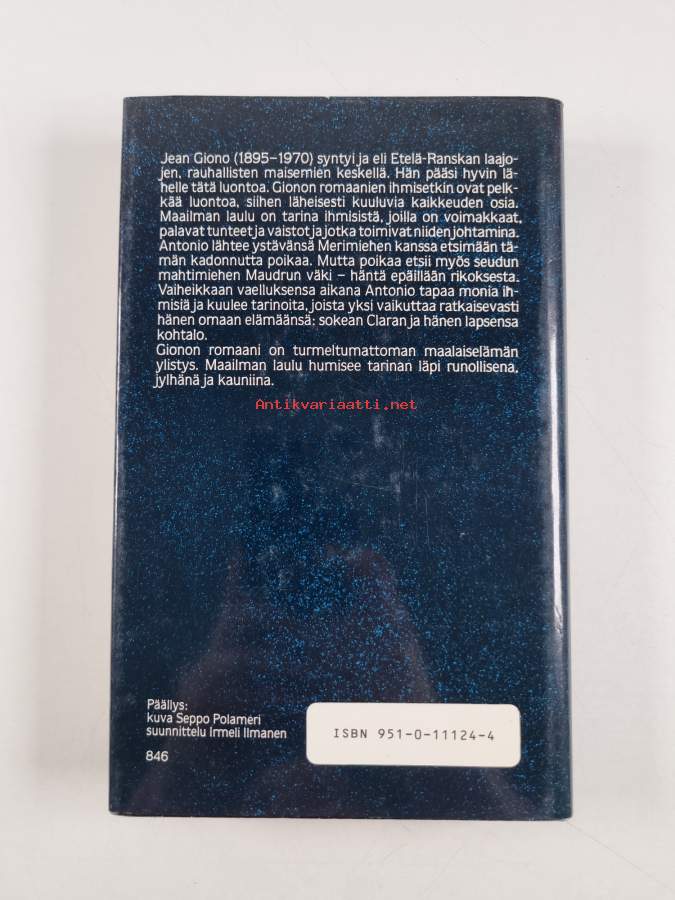 Jean Giono (1895–1970) syntyi ja eli Etelä-Ranskan laajo-
jen, rauhallisten maisemien keskellä. Hän pääsi hyvin lä-
helle tätä luontoa. Gionon romaanien ihmisetkin ovat pelk-
kää luontoa, siihen läheisesti kuuluvia kaikkeuden osia.
Maailman laulu on tarina ihmisistä, joilla on voimakkaat,
palavat tunteet ja vaistot ja jotka toimivat niiden johtamina.
Antonio lähtee ystävänsä Merimiehen kanssa etsimään tä-
män kadonnutta poikaa. Mutta poikaa etsii myös seudun
mahtimiehen Maudrun väki – häntä epäillään rikoksesta.
Vaiheikkaan vaelluksensa aikana Antonio tapaa monia ih-
misiä ja kuulee tarinoita, joista yksi vaikuttaa ratkaisevasti
hänen omaan elämäänsä: sokean Claran ja hänen lapsensa
kohtalo.
Gionon romaani on turmeltumattoman maalaiselämän
ylistys. Maailman laulu humisee tarinan läpi runollisena,
jylhänä ja kauniina.
Antikvariaatti.net
Päällys:
kuva Seppo Polameri
suunnittelu Irmeli Ilmanen
846
ISBN 951-0-11124-4